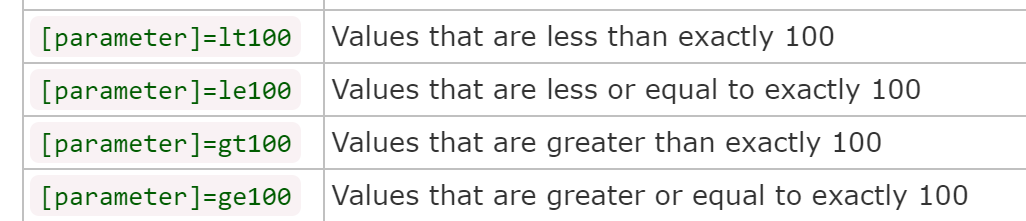 [parameter]=lt100 Values that are less than exactly 100
[parameter]=le100 Values that are less or equal to exactly 100
[parameter]=gt100 Values that are greater than exactly 100
[parameter]=ge100 Values that are greater or equal to exactly 100